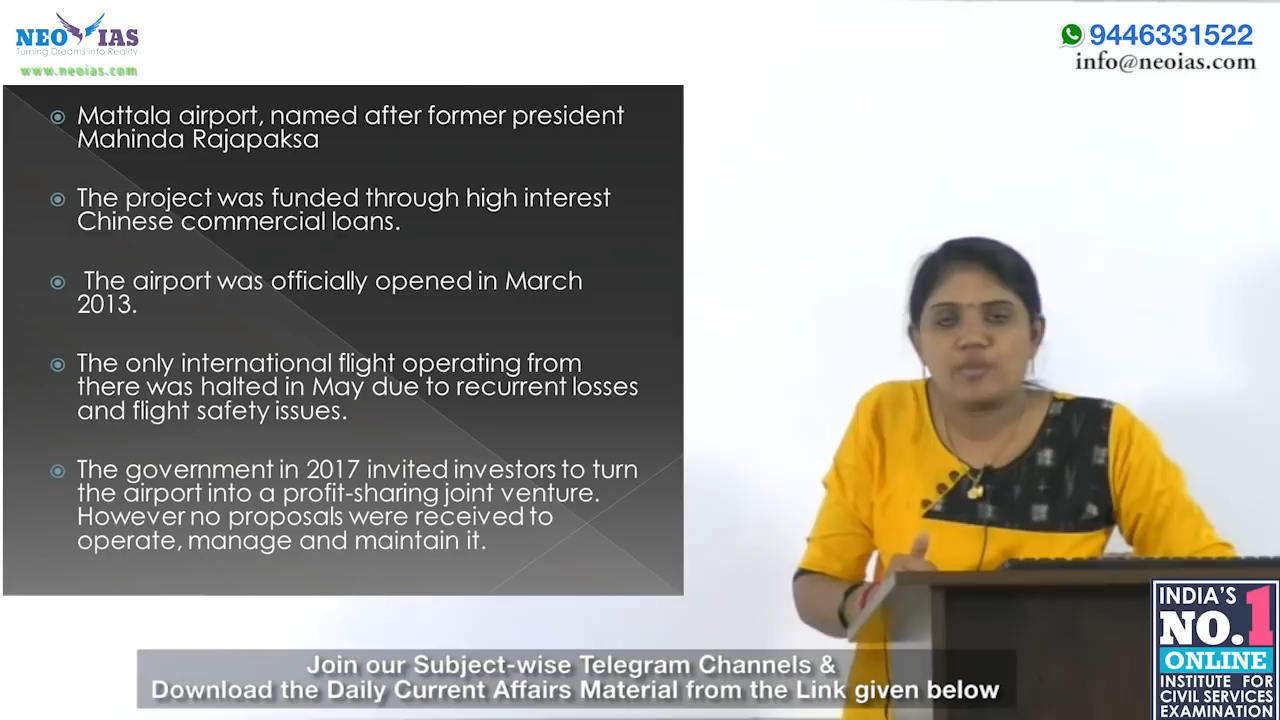 NEO IAS
Turning Dreams into Reality
www.neoias.com
9446331522
info@neoias.com
Mattala airport, named after former president
Mahinda Rajapaksa
The project was funded through high interest
Chinese commercial loans.
The airport was officially opened in March
2013.
The only international flight operating from
there was halted in May due to recurrent losses
and flight safety issues.
The government in 2017 invited investors to turn
the airport into a profit-sharing joint venture.
However no proposals were received to
operate, manage and maintain it.
INDIA'S
NO.1
ONLINE
INSTITUTE FOR
CIVIL SERVICES
EXAMINATION
Join our Subject-wise Telegram Channels &
Download the Daily Current Affairs Material from the Link given below